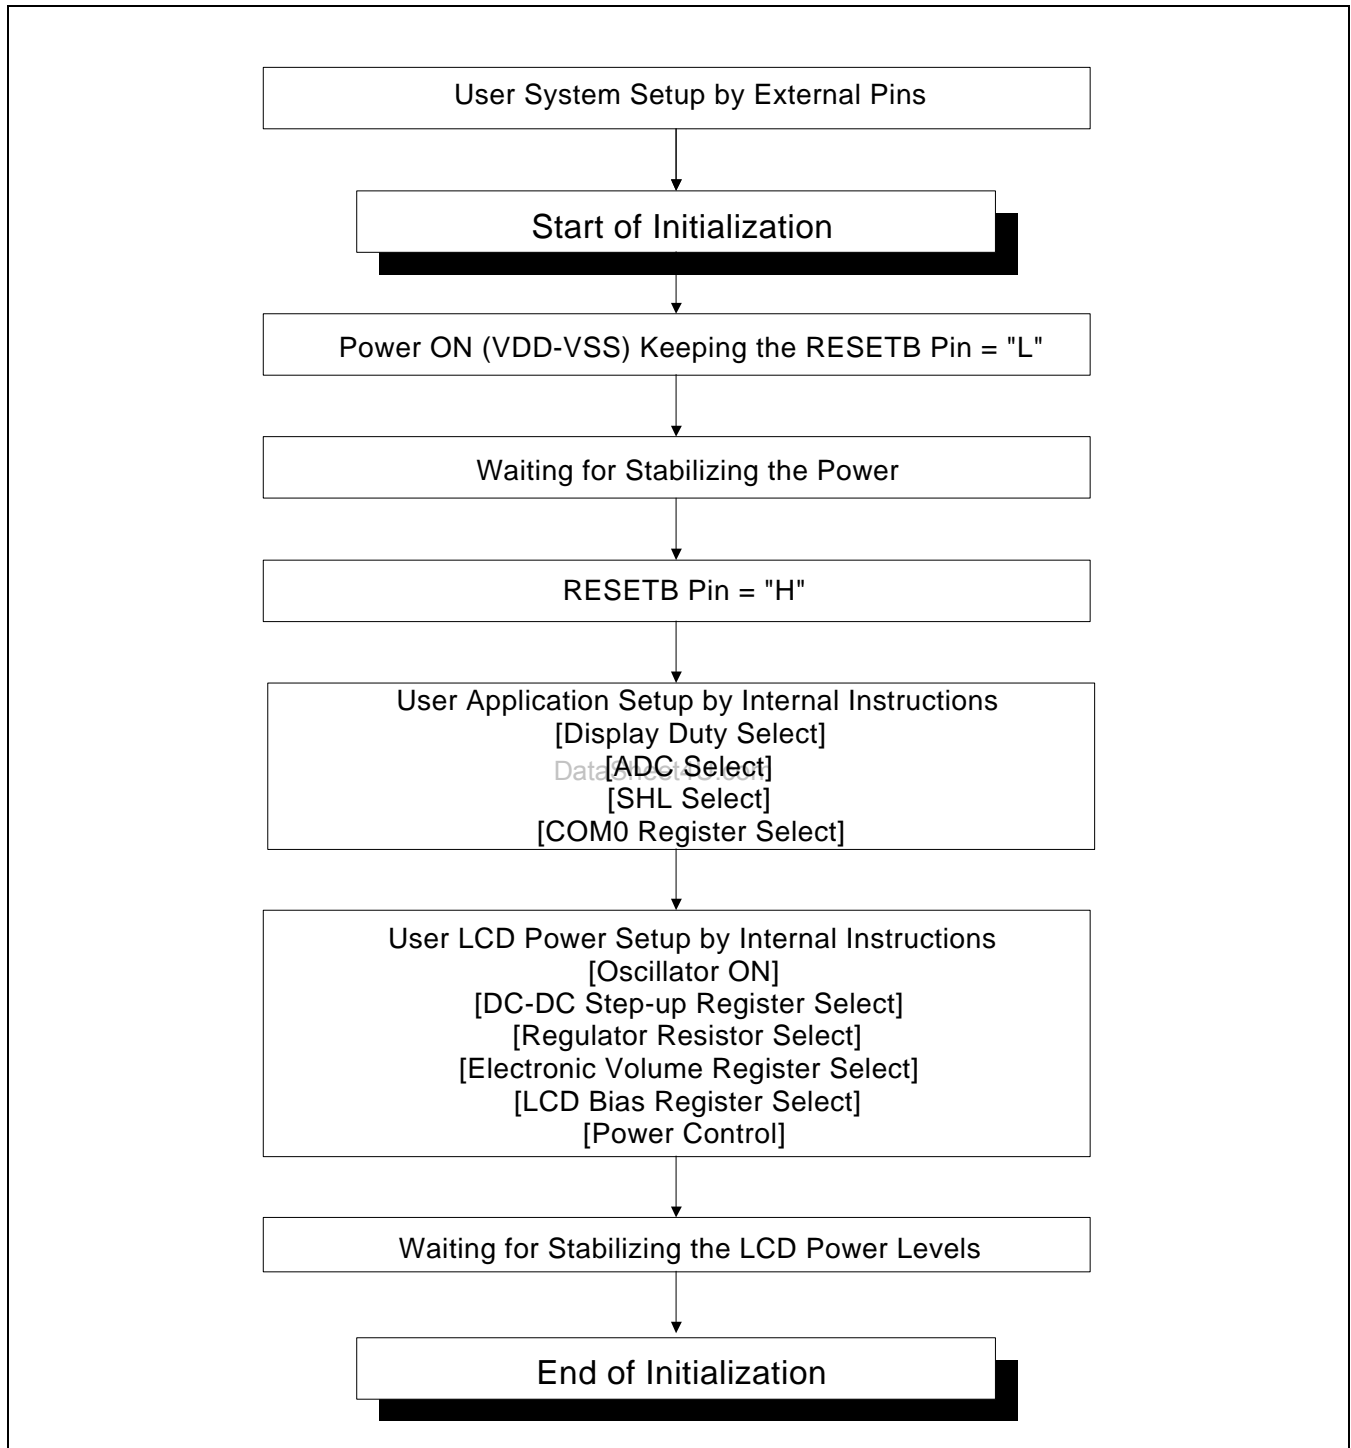 User System Setup by External Pins
Start of Initialization
Power ON (VDD-VSS) Keeping the RESETB Pin = "L"
Waiting for Stabilizing the Power
RESETB Pin = "H"
User Application Setup by Internal Instructions
[Display Duty Select]
[ADC Select]
DataSheet4U.com
[SHL Select]
[COM0 Register Select]
User LCD Power Setup by Internal Instructions
[Oscillator ON]
[DC-DC Step-up Register Select]
[Regulator Resistor Select]
[Electronic Volume Register Select]
[LCD Bias Register Select]
[Power Control]
Waiting for Stabilizing the LCD Power Levels
End of Initialization